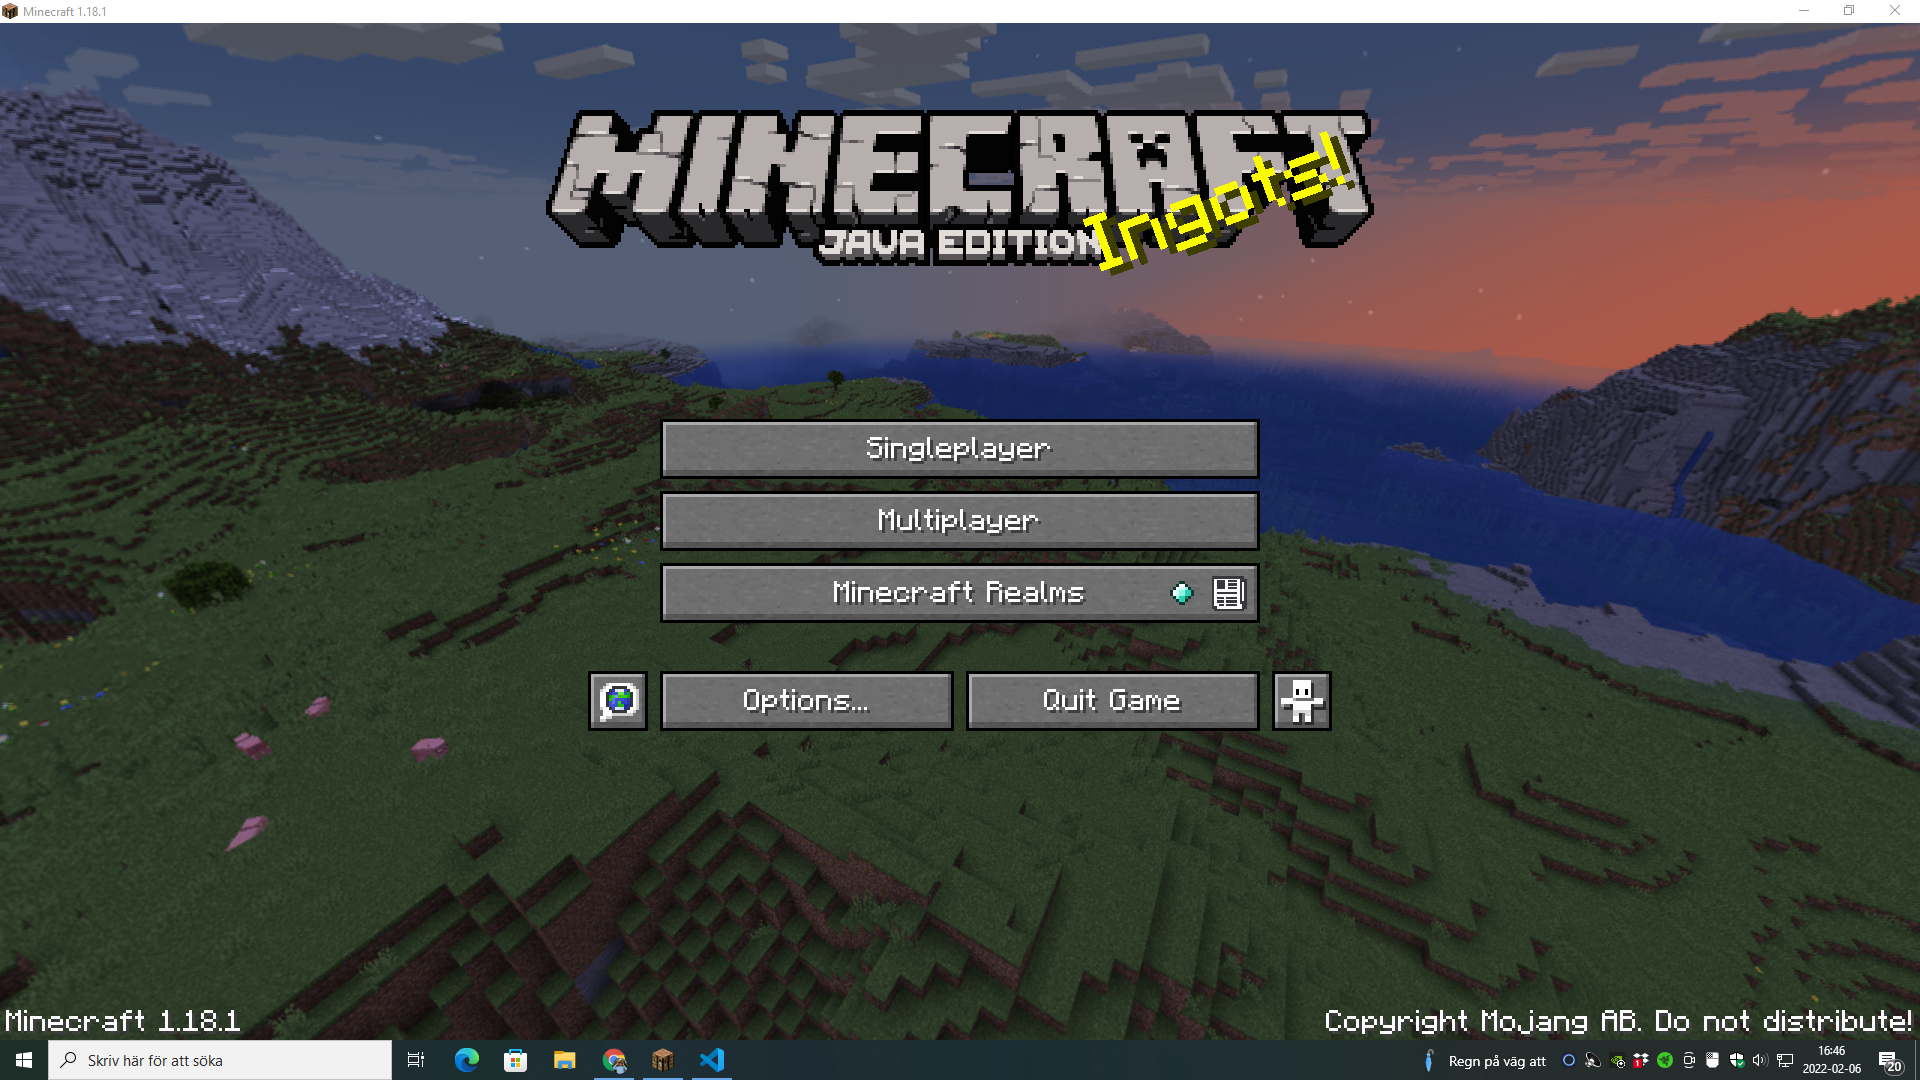 Minecraft 1.18.1
MINECRAFT
JAVA EDITION
Ingots!
Singleplayer
Multiplayer
Minecraft Realms
Options...
Quit Game
Minecraft 1.18.1
Copyright Mojang AB. Do not distribute!
Skriv här för att söka
Regn på väg att
16:46
2022-02-06
20